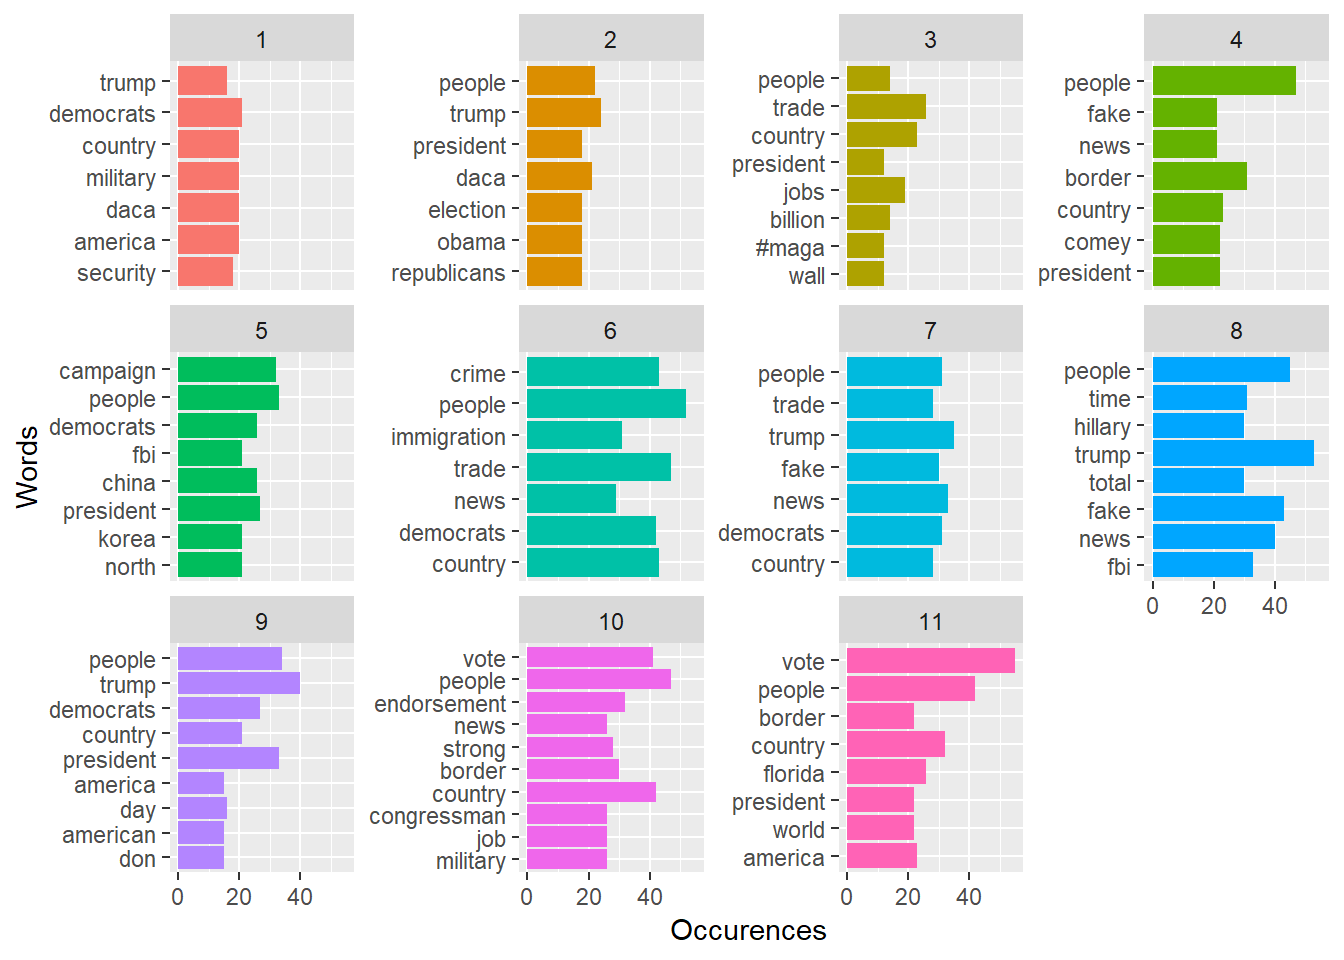 1
trump
democrats
country
military
daca
america
security
2
people
trump
president
daca
election
obama
republicans
3
people
trade
country
president
jobs
billion
#maga
wall
4
people
fake
news
border
country
comey
president
5
campaign
people
democrats
fbi
china
president
korea
north
6
crime
people
immigration
trade
news
democrats
country
7
people
trade
trump
fake
news
democrats
country
8
people
time
hillary
trump
total
fake
news
fbi
0 20 40
9
people
trump
democrats
country
president
america
day
american
don
0 20 40
10
vote
people
endorsement
news
strong
border
country
congressman
job
military
0 20 40
11
vote
people
border
country
florida
president
world
america
0 20 40
Words
Occurences